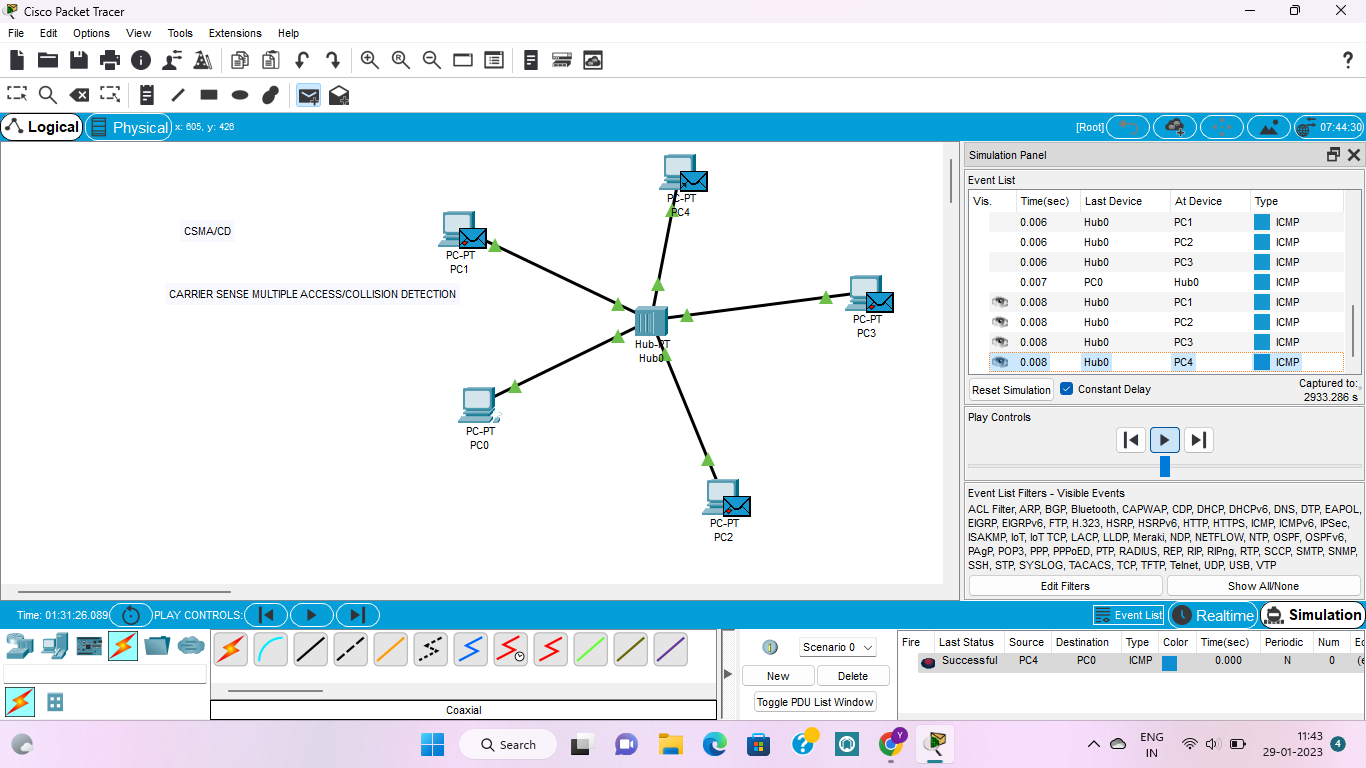 Cisco Packet Tracer
File Edit Options View Tools Extensions Help
Logical Physical x: 605, y: 426 [Root] 07:44:30
CSMA/CD
CARRIER SENSE MULTIPLE ACCESS/COLLISION DETECTION
PC-PT
PC4
PC-PT
PC1
PC-PT
PC3
Hub-PT
Hub0
PC-PT
PC0
PC-PT
PC2
Simulation Panel
Event List
Vis. Time(sec) Last Device At Device Type
0.006 Hub0 PC1 ICMP
0.006 Hub0 PC2 ICMP
0.006 Hub0 PC3 ICMP
0.007 PC0 Hub0 ICMP
0.008 Hub0 PC1 ICMP
0.008 Hub0 PC2 ICMP
0.008 Hub0 PC3 ICMP
0.008 Hub0 PC4 ICMP
Reset Simulation Constant Delay Captured to:
2933.286 s
Play Controls
Event List Filters - Visible Events
ACL Filter, ARP, BGP, Bluetooth, CAPWAP, CDP, DHCP, DHCPv6, DNS, DTP, EAPOL,
EIGRP, EIGRPv6, FTP, H.323, HSRP, HSRPv6, HTTP, HTTPS, ICMP, ICMPv6, IPSec,
ISAKMP, IoT, IoT TCP, LACP, LLDP, Meraki, NDP, NETFLOW, NTP, OSPF, OSPFv6,
PAgP, POP3, PPP, PPPoED, PTP, RADIUS, REP, RIP, RIPng, RTP, SCCP, SMTP, SNMP,
SSH, STP, SYSLOG, TACACS, TCP, TFTP, Telnet, UDP, USB, VTP
Edit Filters Show All/None
Time: 01:31:26.089 PLAY CONTROLS: Event List Realtime Simulation
Coaxial
Scenario 0
New Delete
Toggle PDU List Window
Fire Last Status Source Destination Type Color Time(sec) Periodic Num Ec
Successful PC4 PC0 ICMP 0.000 N 0 (e
Search
Y
ENG
IN
11:43
29-01-2023
4